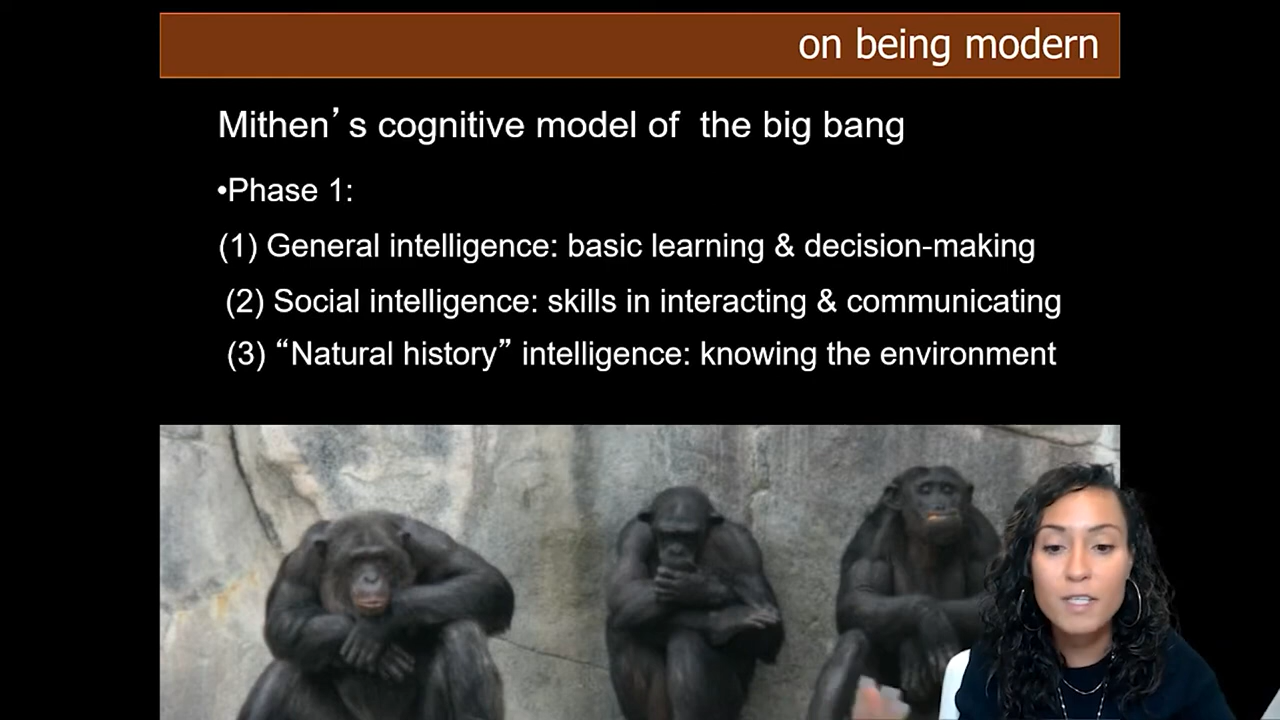 on being modern
Mithen’s cognitive model of the big bang
•Phase 1:
(1) General intelligence: basic learning & decision-making
(2) Social intelligence: skills in interacting & communicating
(3) “Natural history” intelligence: knowing the environment